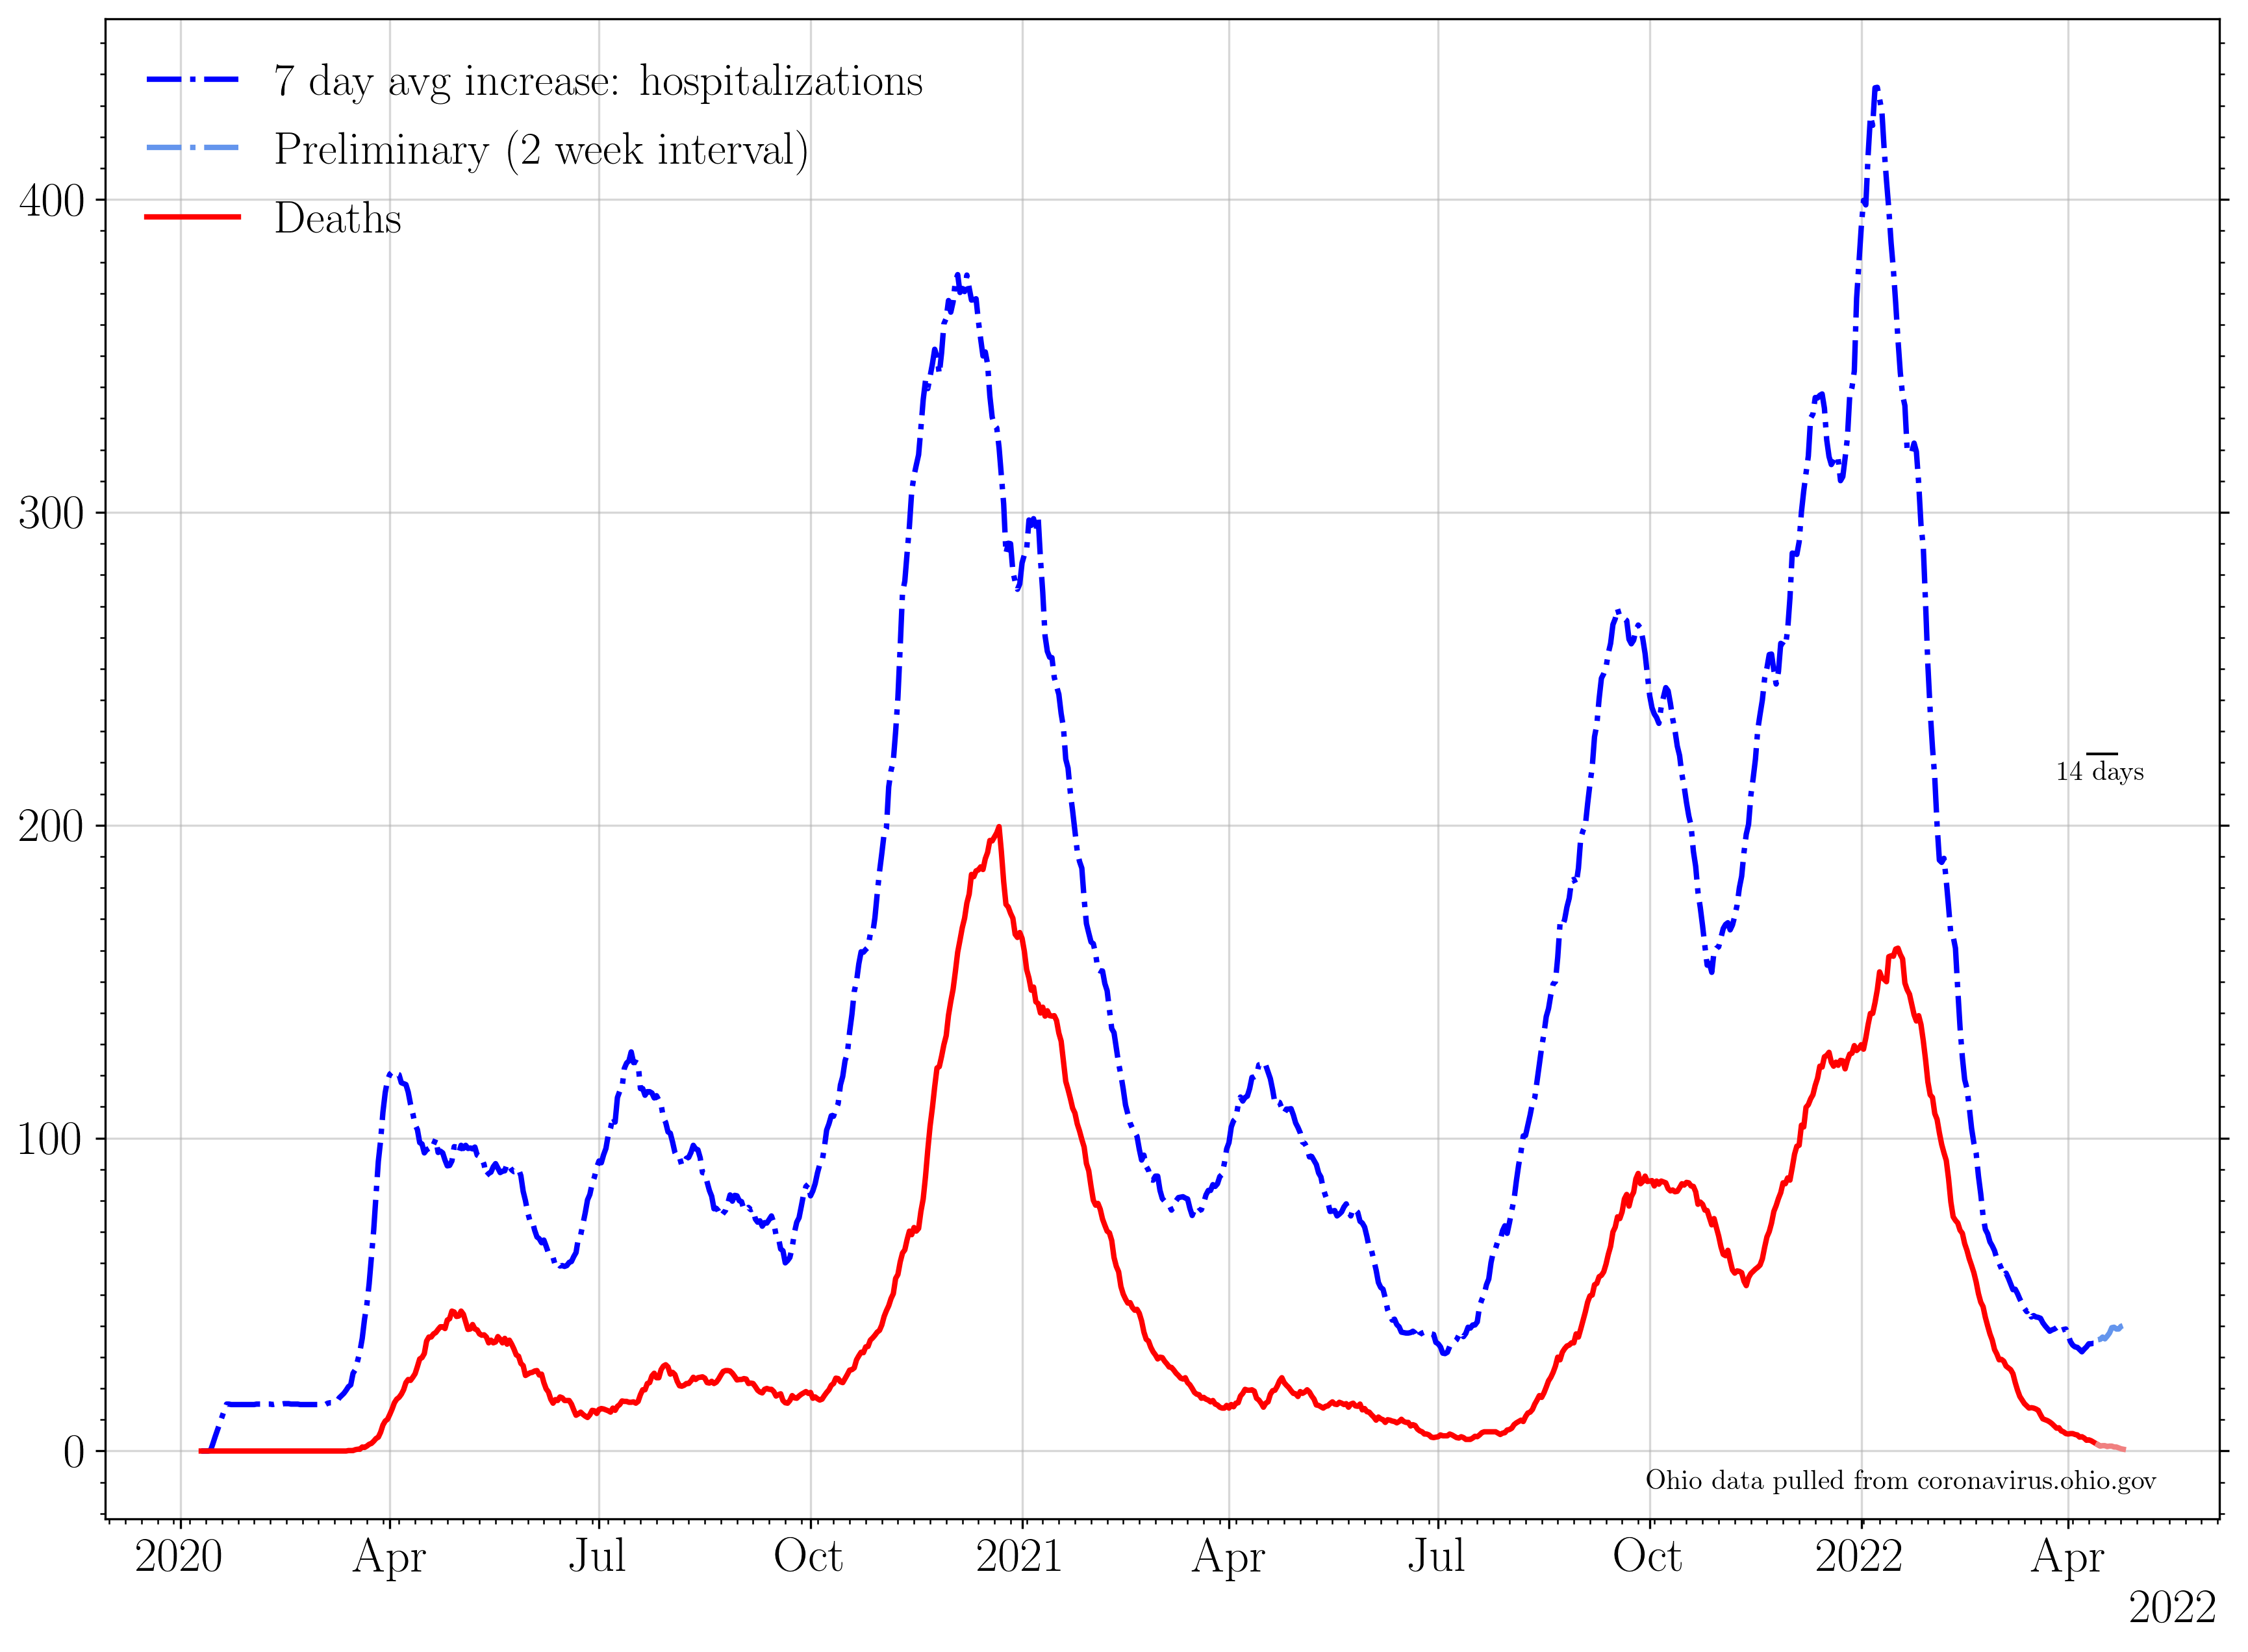 7 day avg increase: hospitalizations
Preliminary (2 week interval)
Deaths
400
300
200
100
0
14 days
Ohio data pulled from coronavirus.ohio.gov
2020 Apr Jul Oct 2021 Apr Jul Oct 2022 Apr
2022